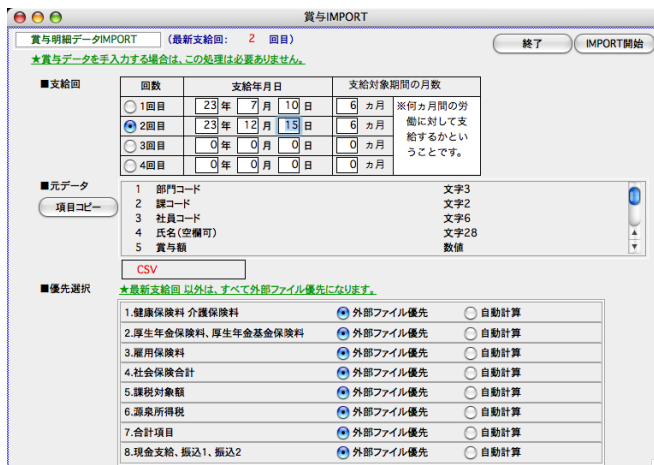 賞与IMPORT
賞与明細データIMPORT (最新支給回: 2 回目) 終了 IMPORT開始
★賞与データを手入力する場合は、この処理は必要ありません。
■支給回 回数 支給年月日 支給対象期間の月数
1回目 23 年 7 月 10 日 6 ヵ月 ※何ヵ月間の労
2回目 23 年 12 月 15 日 6 ヵ月 働に対して支
3回目 0 年 0 月 0 日 0 ヵ月 給するかとい
4回目 0 年 0 月 0 日 0 ヵ月 うことです。
■元データ 1 部門コード 文字3
項目コピー 2 課コード 文字2
3 社員コード 文字6
4 氏名(空欄可) 文字28
5 賞与額 数値
CSV
■優先選択 ★最新支給回 以外は、すべて外部ファイル優先になります。
1.健康保険料 介護保険料 外部ファイル優先 自動計算
2.厚生年金保険料、厚生年金基金保険料 外部ファイル優先 自動計算
3.雇用保険料 外部ファイル優先 自動計算
4.社会保険合計 外部ファイル優先 自動計算
5.課税対象額 外部ファイル優先 自動計算
6.源泉所得税 外部ファイル優先 自動計算
7.合計項目 外部ファイル優先 自動計算
8.現金支給、振込1、振込2 外部ファイル優先 自動計算